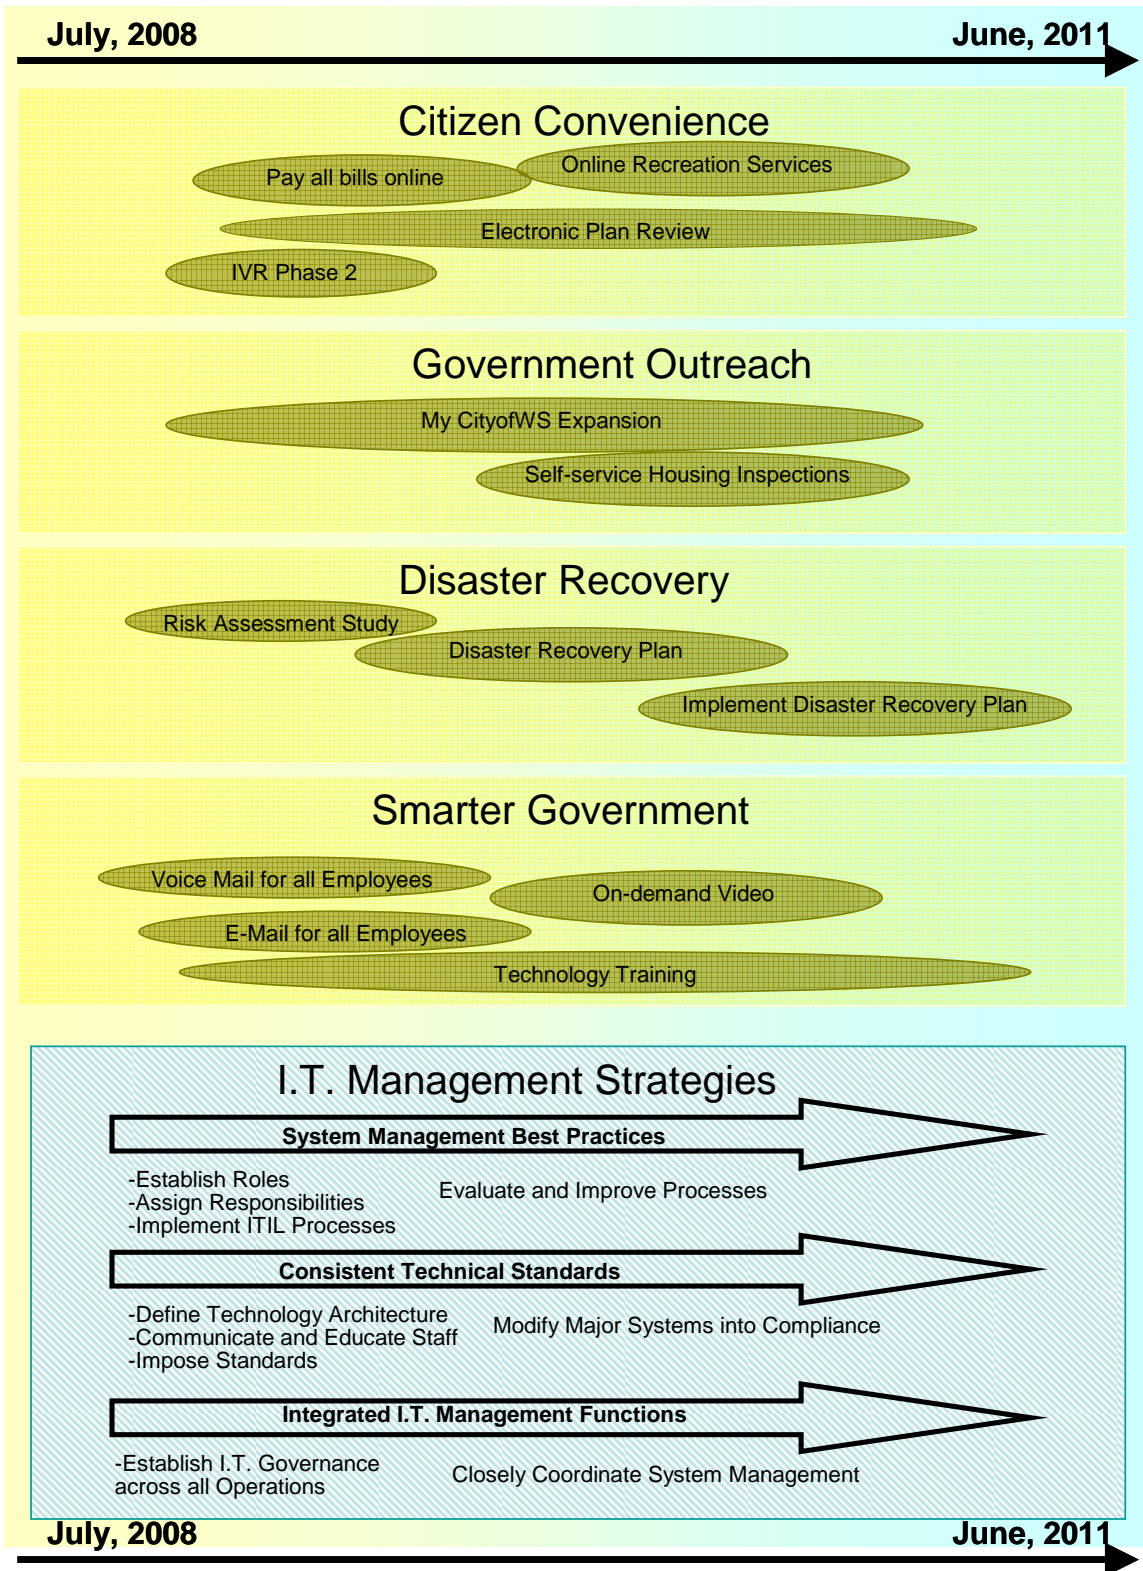 July, 2008
June, 2011
Citizen Convenience
Pay all bills online
Online Recreation Services
Electronic Plan Review
IVR Phase 2
Government Outreach
My CityofWS Expansion
Self-service Housing Inspections
Disaster Recovery
Risk Assessment Study
Disaster Recovery Plan
Implement Disaster Recovery Plan
Smarter Government
Voice Mail for all Employees
On-demand Video
E-Mail for all Employees
Technology Training
I.T. Management Strategies
System Management Best Practices
-Establish Roles
-Assign Responsibilities
-Implement ITIL Processes
Evaluate and Improve Processes
Consistent Technical Standards
-Define Technology Architecture
-Communicate and Educate Staff
-Impose Standards
Modify Major Systems into Compliance
Integrated I.T. Management Functions
-Establish I.T. Governance
across all Operations
Closely Coordinate System Management
July, 2008
June, 2011